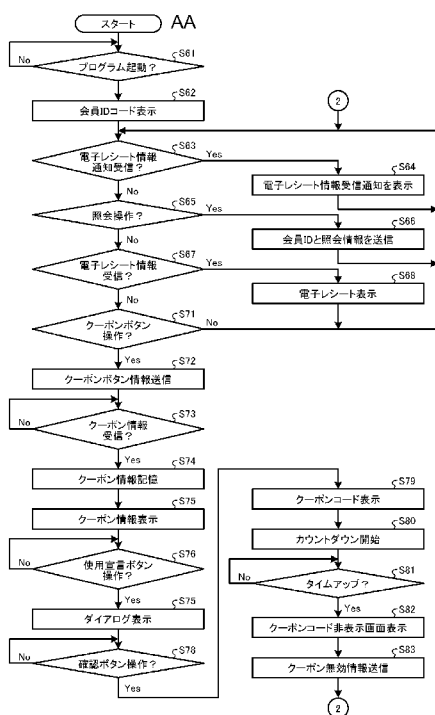 スタート
AA
S61
プログラム起動？
No
S62
会員IDコード表示
2
S63
電子レシート情報
通知受信？
Yes
No
S64
電子レシート情報受信通知を表示
S65
照会操作？
Yes
No
S66
会員IDと照会情報を送信
S67
電子レシート情報
受信？
Yes
No
S68
電子レシート表示
S71
クーポンボタン
操作？
No
Yes
S72
クーポンボタン情報送信
S73
クーポン情報
受信？
No
Yes
S74
クーポン情報記憶
S75
クーポン情報表示
S76
使用宣言ボタン
操作？
No
Yes
S75
ダイアログ表示
S78
確認ボタン操作？
No
Yes
S79
クーポンコード表示
S80
カウントダウン開始
S81
タイムアップ？
No
Yes
S82
クーポンコード非表示画面表示
S83
クーポン無効情報送信
2